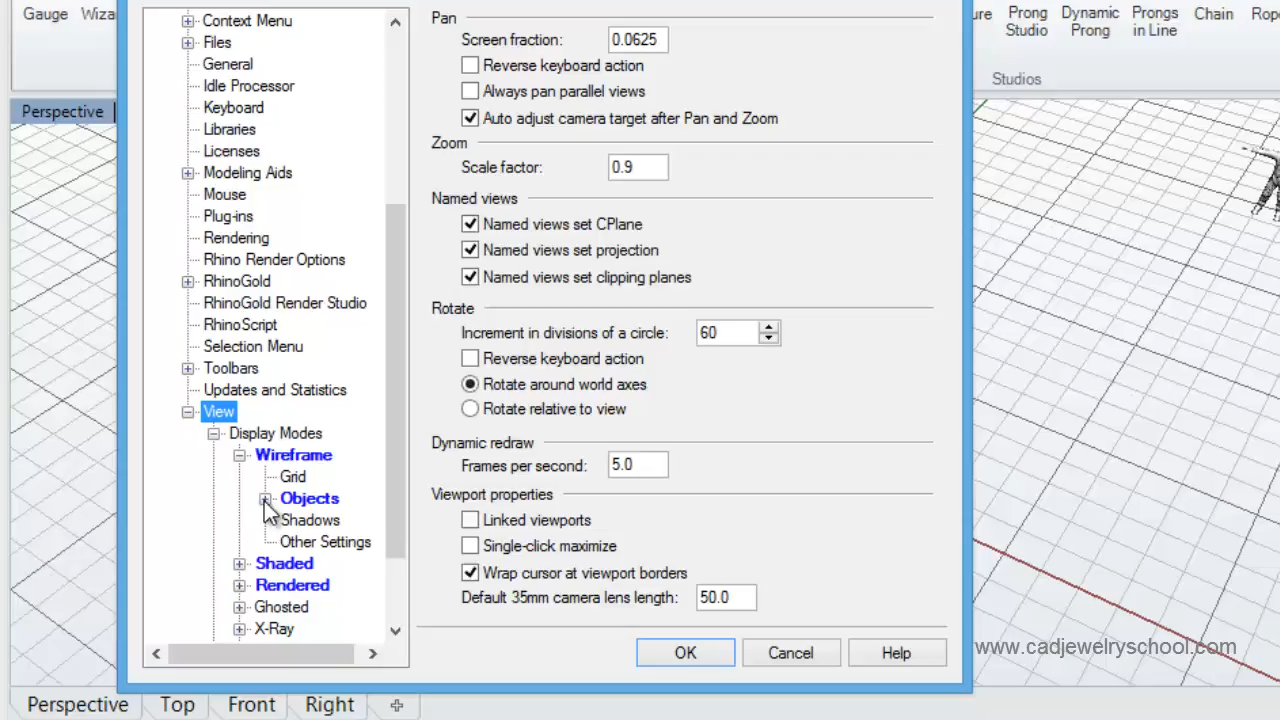 Gauge
Perspective
Context Menu
Files
General
Idle Processor
Keyboard
Libraries
Licenses
Modeling Aids
Mouse
Plug-ins
Rendering
Rhino Render Options
RhinoGold
RhinoGold Render Studio
RhinoScript
Selection Menu
Toolbars
Updates and Statistics
View
Display Modes
Wireframe
Grid
Objects
Shadows
Other Settings
Shaded
Rendered
Ghosted
X-Ray
Pan
Screen fraction: 0.0625
Reverse keyboard action
Always pan parallel views
Auto adjust camera target after Pan and Zoom
Zoom
Scale factor: 0.9
Named views
Named views set CPlane
Named views set projection
Named views set clipping planes
Rotate
Increment in divisions of a circle: 60
Reverse keyboard action
Rotate around world axes
Rotate relative to view
Dynamic redraw
Frames per second: 5.0
Viewport properties
Linked viewports
Single-click maximize
Wrap cursor at viewport borders
Default 35mm camera lens length: 50.0
OK Cancel Help
Prong Studio
Dynamic Prong
Prongs in Line
Chain
Studios
www.cadjewelryschool.com
Perspective Top Front Right